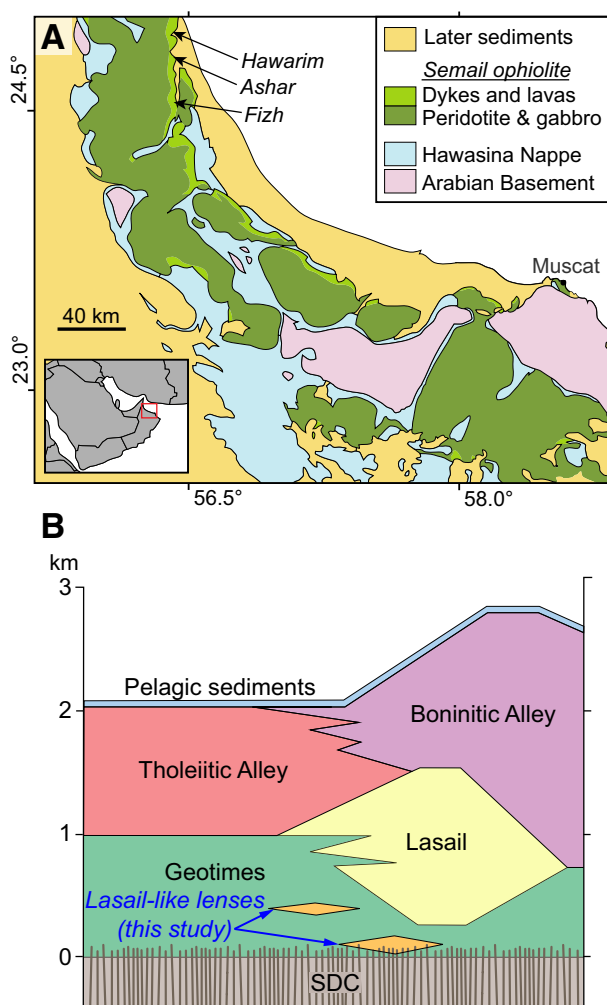 A
Hawarim
Ashar
Fizh
Later sediments
Semail ophiolite
Dykes and lavas
Peridotite & gabbro
Hawasina Nappe
Arabian Basement
Muscat
40 km
24.5°
23.0°
56.5°
58.0°
B
km
3
2
1
0
Pelagic sediments
Boninitic Alley
Tholeiitic Alley
Lasail
Geotimes
Lasail-like lenses
(this study)
SDC